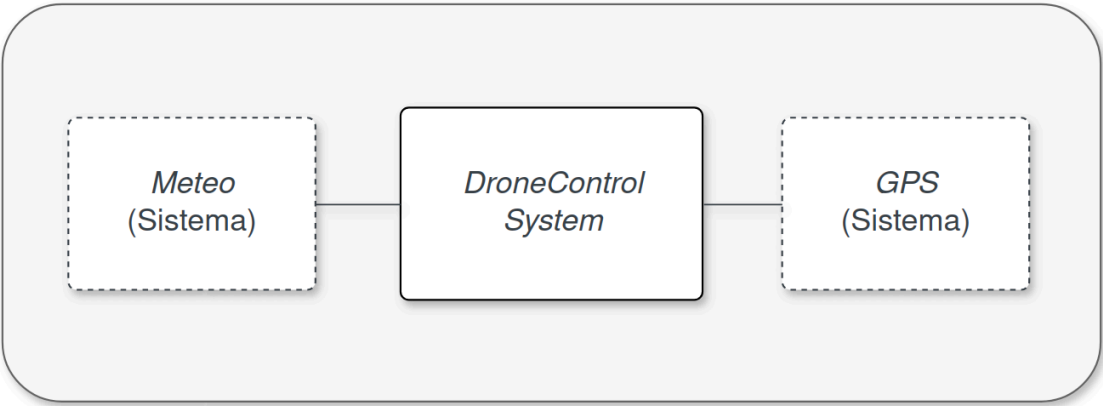 Meteo
(Sistema)
DroneControl
System
GPS
(Sistema)